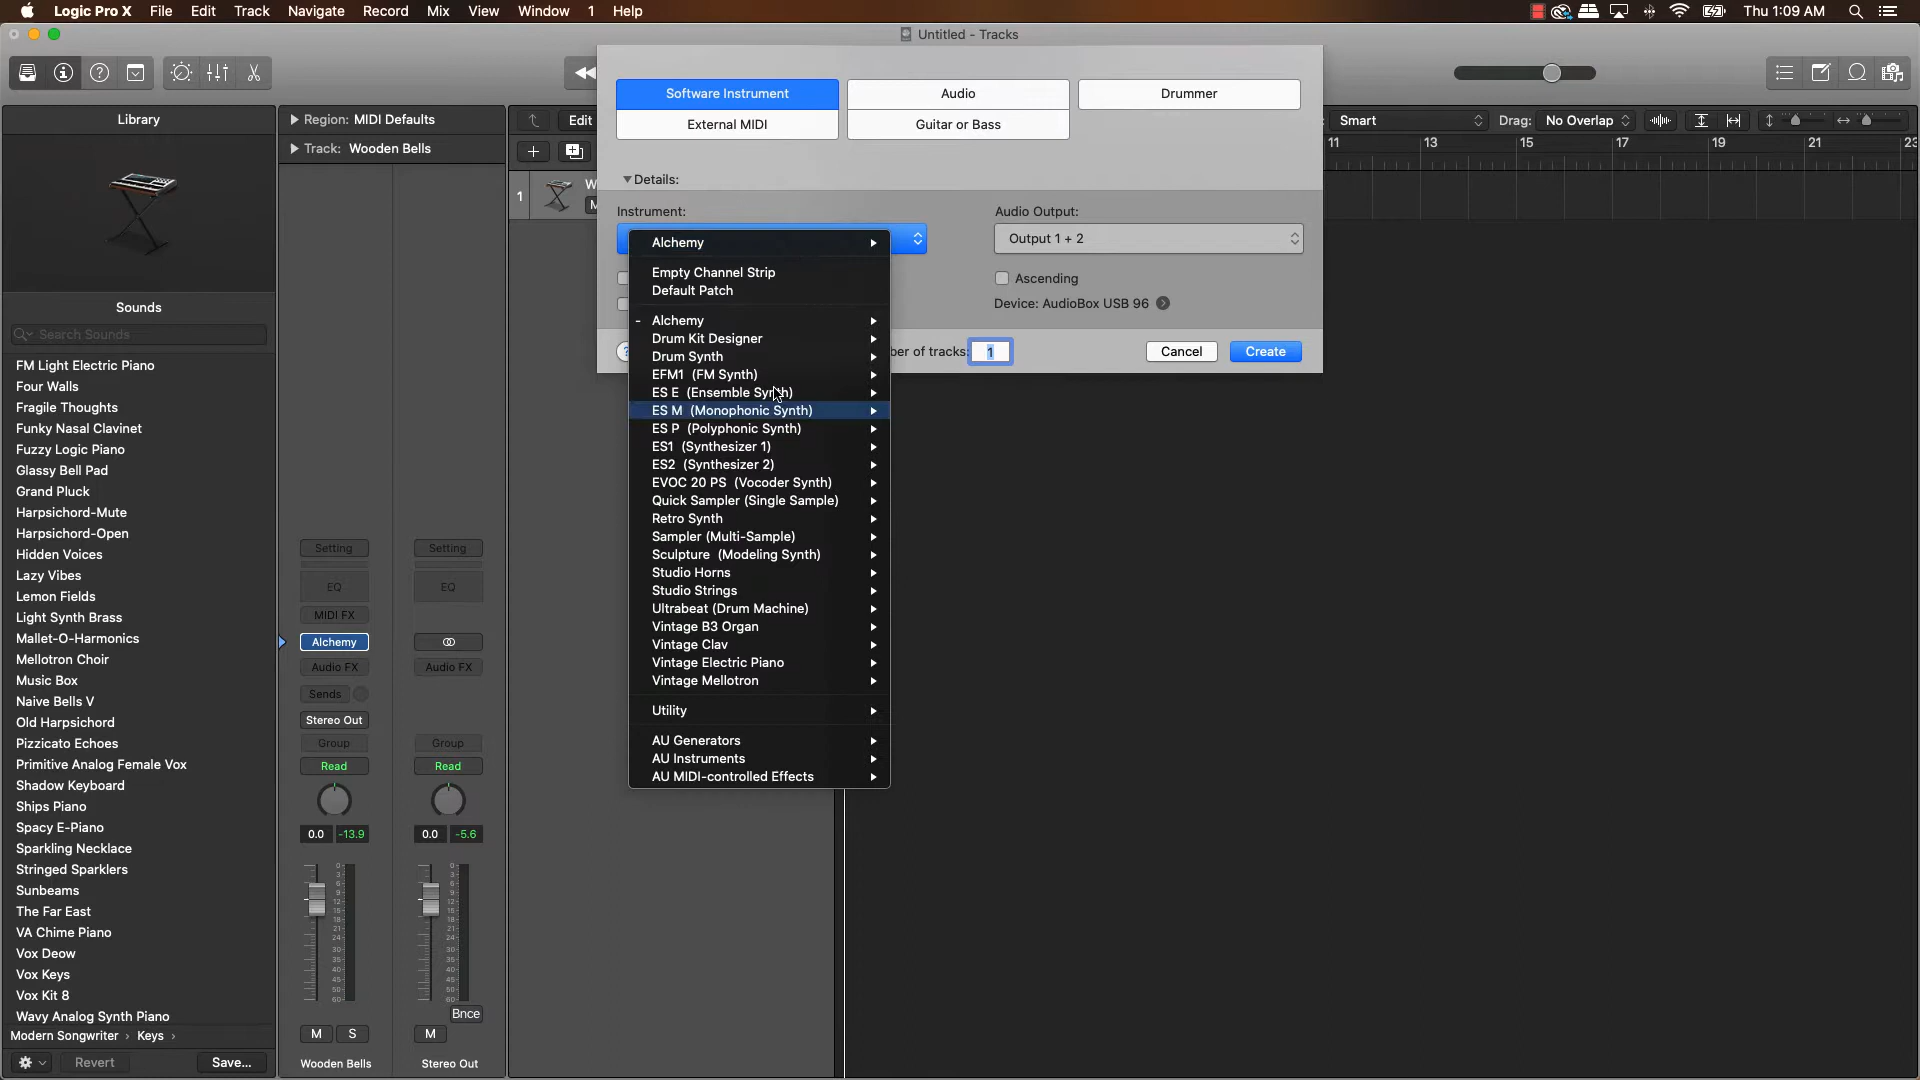 Logic Pro X File Edit Track Navigate Record Mix View Window 1 Help Thu 1:09 AM
Untitled - Tracks
Software Instrument Audio Drummer
External MIDI Guitar or Bass
Library
Region: MIDI Defaults
Edit
Smart
Drag: No Overlap
11 13 15 17 19 21 23
Track: Wooden Bells
Details:
1
M
Instrument: Audio Output:
Output 1 + 2
Ascending
Device: AudioBox USB 96
ber of tracks: 1
Cancel Create
Alchemy
Empty Channel Strip
Default Patch
- Alchemy
Drum Kit Designer
Drum Synth
EFM1 (FM Synth)
ES E (Ensemble Synth)
ES M (Monophonic Synth)
ES P (Polyphonic Synth)
ES1 (Synthesizer 1)
ES2 (Synthesizer 2)
EVOC 20 PS (Vocoder Synth)
Quick Sampler (Single Sample)
Retro Synth
Sampler (Multi-Sample)
Sculpture (Modeling Synth)
Studio Horns
Studio Strings
Ultrabeat (Drum Machine)
Vintage B3 Organ
Vintage Clav
Vintage Electric Piano
Vintage Mellotron
Utility
AU Generators
AU Instruments
AU MIDI-controlled Effects
Sounds
Search Sounds
FM Light Electric Piano
Four Walls
Fragile Thoughts
Funky Nasal Clavinet
Fuzzy Logic Piano
Glassy Bell Pad
Grand Pluck
Harpsichord-Mute
Harpsichord-Open
Hidden Voices
Lazy Vibes
Lemon Fields
Light Synth Brass
Mallet-O-Harmonics
Mellotron Choir
Music Box
Naive Bells V
Old Harpsichord
Pizzicato Echoes
Primitive Analog Female Vox
Shadow Keyboard
Ships Piano
Spacy E-Piano
Sparkling Necklace
Stringed Sparklers
Sunbeams
The Far East
VA Chime Piano
Vox Deow
Vox Keys
Vox Kit 8
Wavy Analog Synth Piano
Modern Songwriter › Keys ›
Revert Save...
Setting Setting
EQ EQ
MIDI FX
Alchemy
Audio FX Audio FX
Sends
Stereo Out
Group Group
Read Read
0.0 -13.9 0.0 -5.6
Bnce
M S M
Wooden Bells Stereo Out